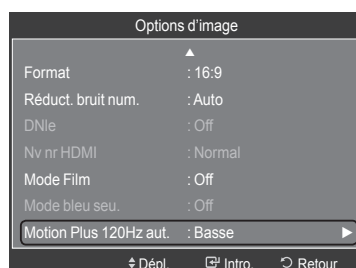 Options d'image
Format : 16:9
Réduct. bruit num. : Auto
DNIe : Off
Nv nr HDMI : Normal
Mode Film : Off
Mode bleu seu. : Off
Motion Plus 120Hz aut. : Basse
Dépl. Intro. Retour